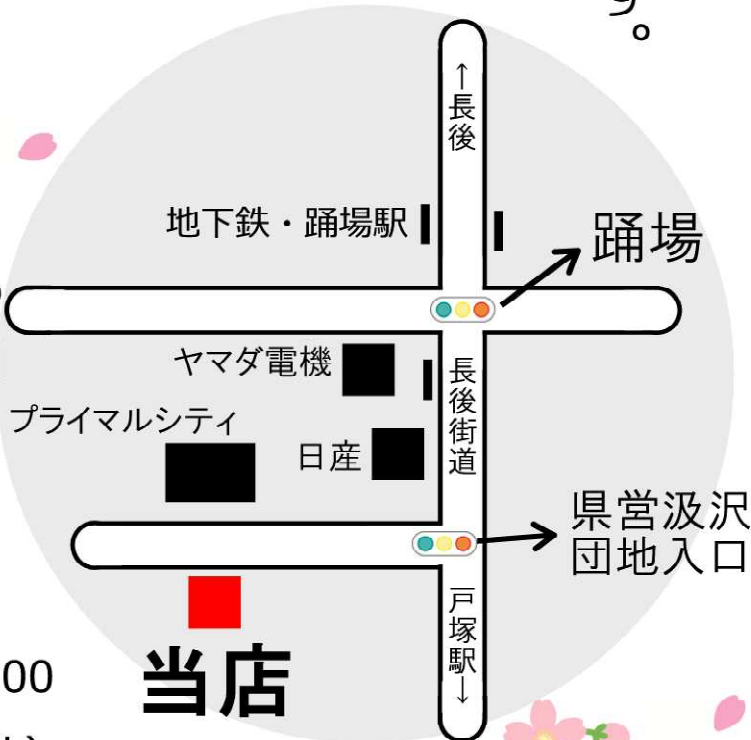 す。
↑長後
地下鉄・踊場駅
踊場
ヤマダ電機
長後街道
プライマルシティ
日産
県営汲沢
団地入口
戸塚駅↓
00
当店